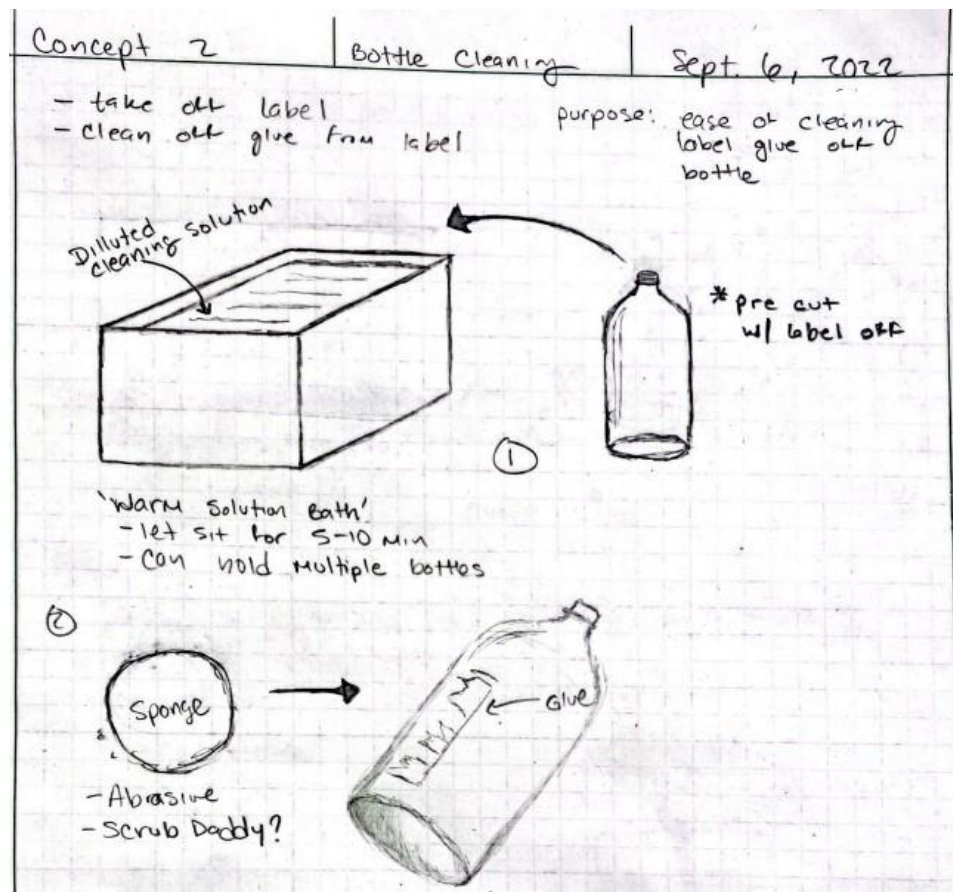 Concept 2
Bottle Cleaning
Sept. 6, 2022
- take off label
- clean off glue from label
purpose: ease of cleaning
label glue off
bottle
Dilluted
cleaning solution
* pre cut
w/ label off
1
'Warm Solution Bath'
- let sit for 5-10 min
- Can hold multiple bottles
2
Sponge
Glue
- Abrasive
- Scrub Daddy?